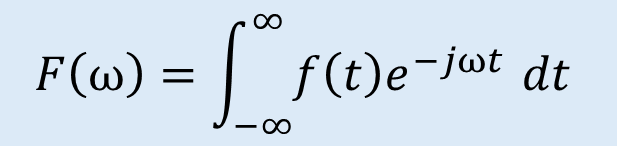 F(ω) = ∫_{-∞}^{∞} f(t)e^{-jωt} dt